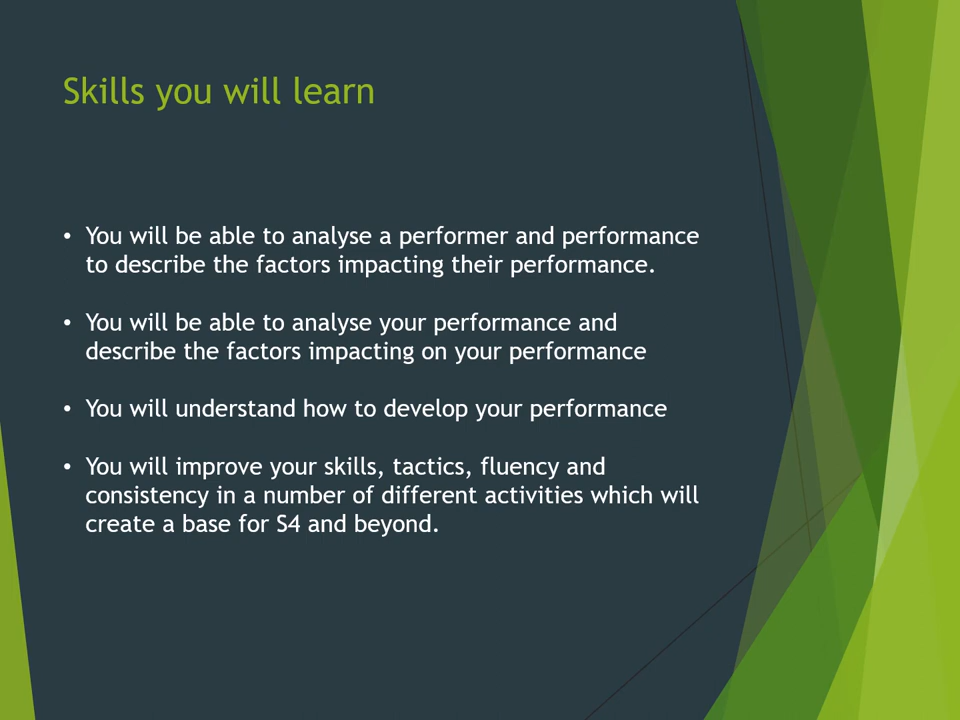 Skills you will learn
• You will be able to analyse a performer and performance
to describe the factors impacting their performance.
• You will be able to analyse your performance and
describe the factors impacting on your performance
• You will understand how to develop your performance
• You will improve your skills, tactics, fluency and
consistency in a number of different activities which will
create a base for S4 and beyond.